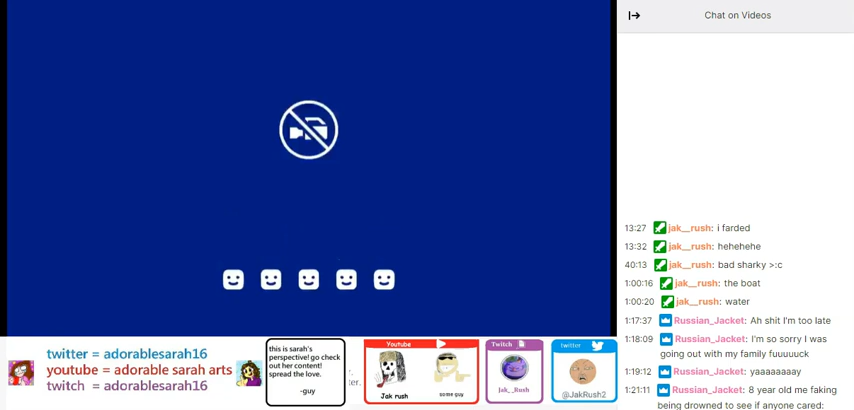 Chat on Videos
13:27 jak__rush: i farded
13:32 jak__rush: hehehehe
40:13 jak__rush: bad sharky >:c
1:00:16 jak__rush: the boat
1:00:20 jak__rush: water
1:17:37 Russian_Jacket: Ah shit I'm too late
1:18:09 Russian_Jacket: I'm so sorry I was
going out with my family fuuuuuck
1:19:12 Russian_Jacket: yaaaaaaaay
1:21:11 Russian_Jacket: 8 year old me faking
being drowned to see if anyone cared:
twitter = adorablesarah16
youtube = adorable sarah arts
twitch = adorablesarah16
this is sarah's
perspective! go check
out her content!
spread the love.
-guy
ter.
Youtube
Jak rush
some guy
Twitch
Jak_ _Rush
twitter
@JakRush2